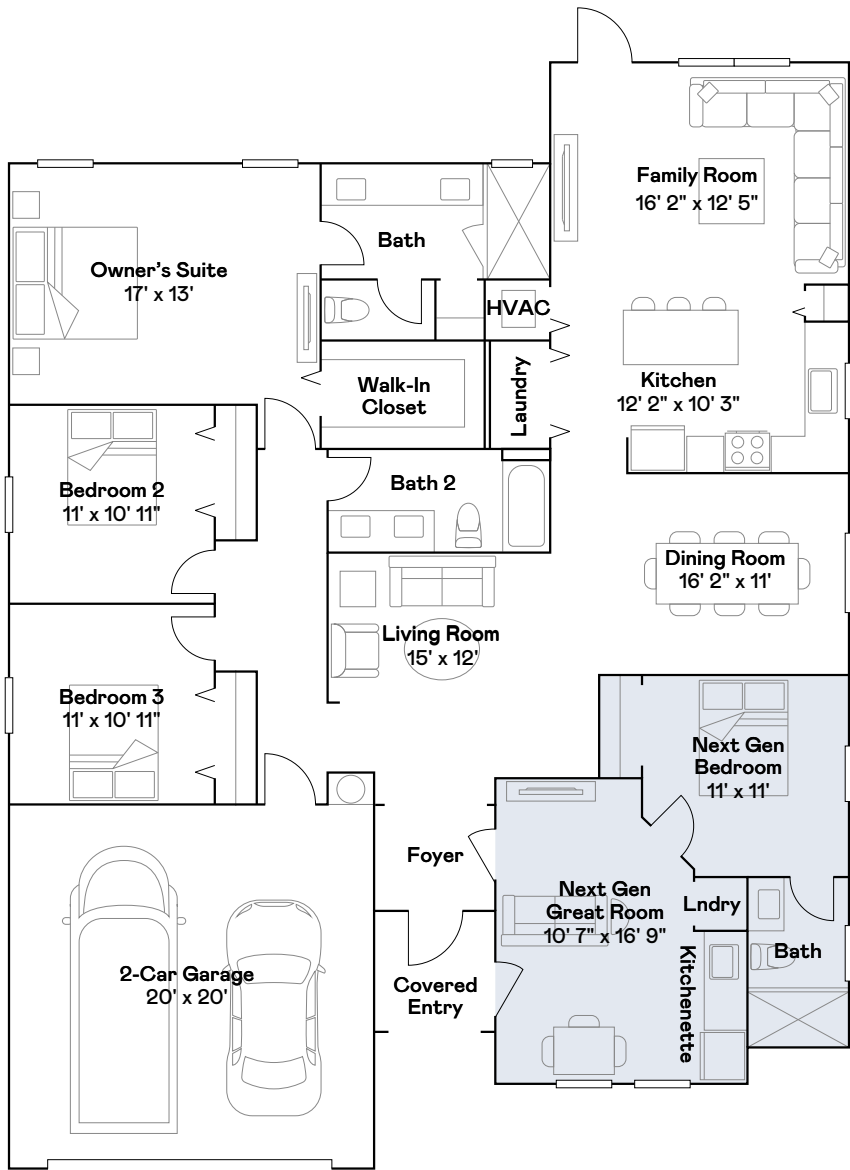 Family Room
16' 2" x 12' 5"
Bath
Owner's Suite
17' x 13'
HVAC
Laundry
Kitchen
12' 2" x 10' 3"
Walk-In
Closet
Bath 2
Bedroom 2
11' x 10' 11"
Dining Room
16' 2" x 11'
Living Room
15' x 12'
Bedroom 3
11' x 10' 11"
Next Gen
Bedroom
11' x 11'
Foyer
Next Gen
Great Room
10' 7" x 16' 9"
Lndry
Bath
Kitchenette
2-Car Garage
20' x 20'
Covered
Entry